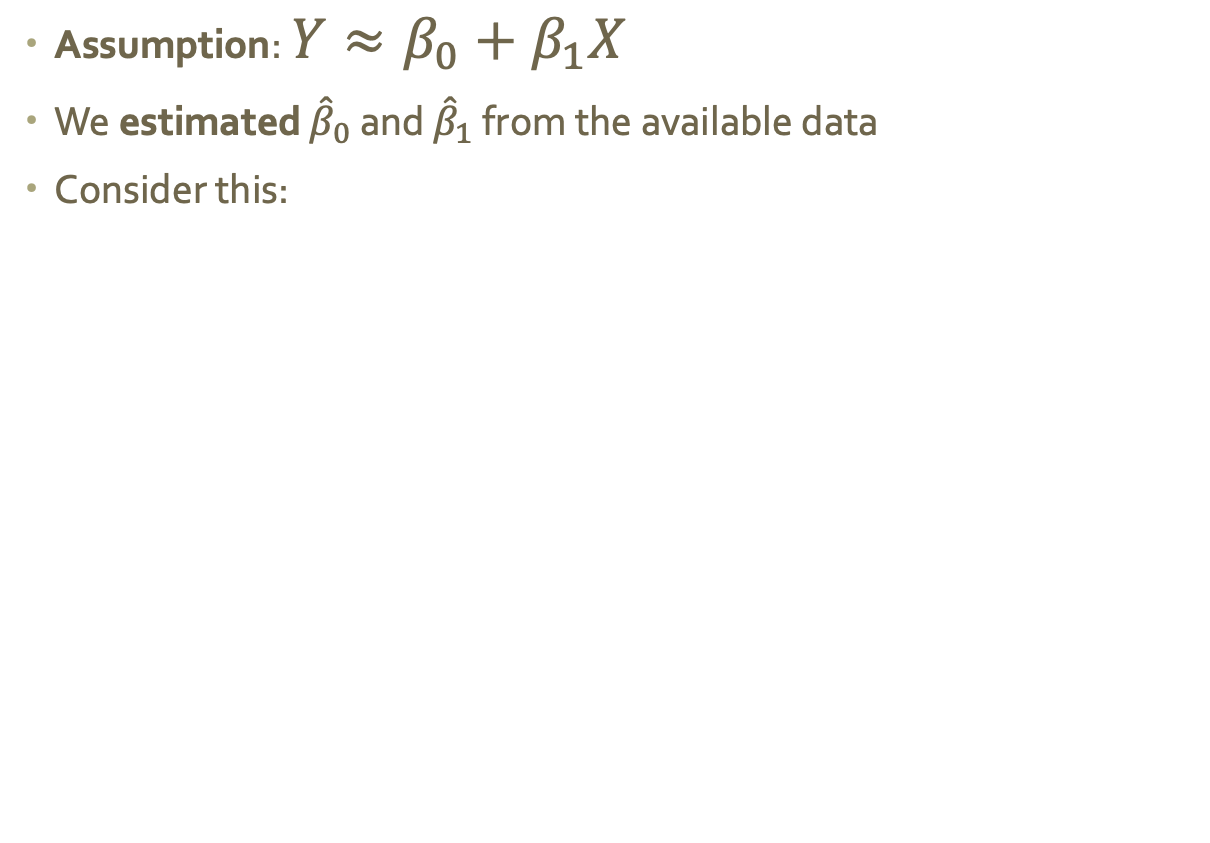 • Assumption: Y ≈ β₀ + β₁X
• We estimated β̂₀ and β̂₁ from the available data
• Consider this: